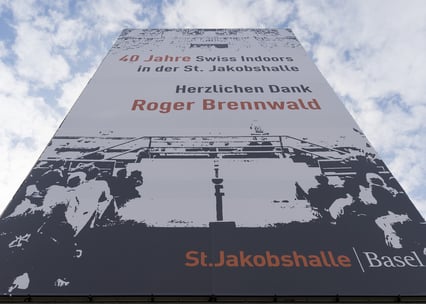 40 Jahre Swiss Indoors
in der St. Jakobshalle
Herzlichen Dank
Roger Brennwald
St.Jakobshalle | Basel